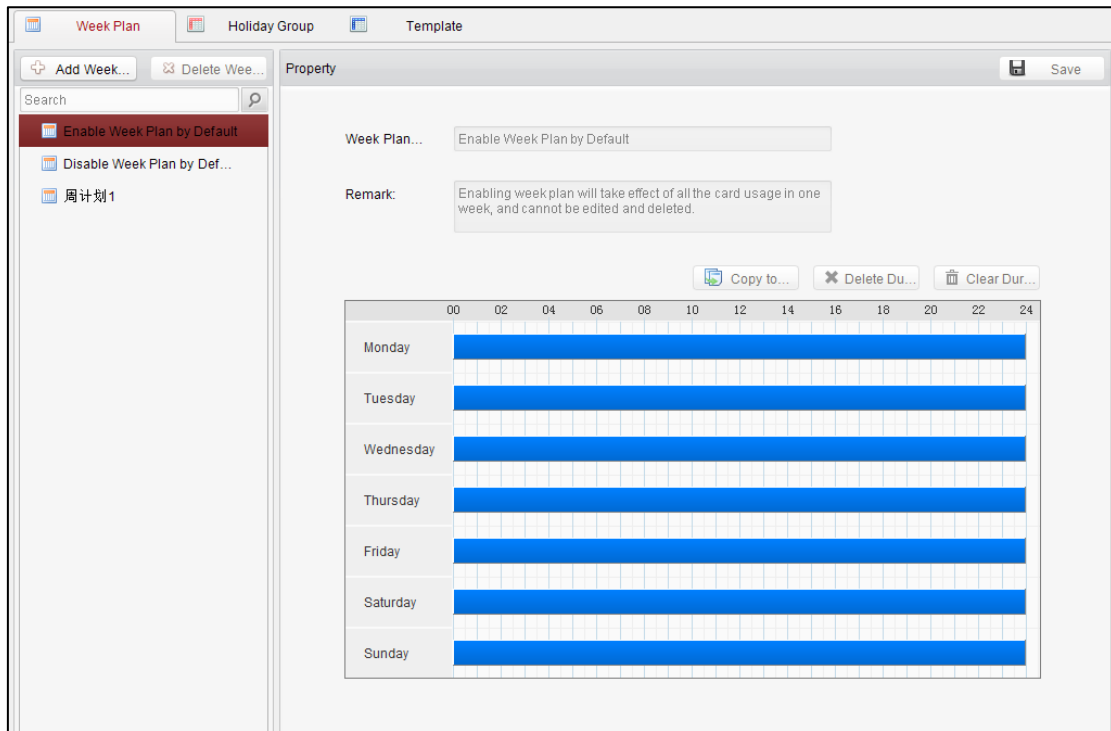 Week Plan
Holiday Group
Template
Add Week...
Delete Wee...
Search
Enable Week Plan by Default
Disable Week Plan by Def...
周计划1
Property
Save
Week Plan...
Enable Week Plan by Default
Remark:
Enabling week plan will take effect of all the card usage in one
week, and cannot be edited and deleted.
Copy to...
Delete Du...
Clear Dur...
00 02 04 06 08 10 12 14 16 18 20 22 24
Monday
Tuesday
Wednesday
Thursday
Friday
Saturday
Sunday